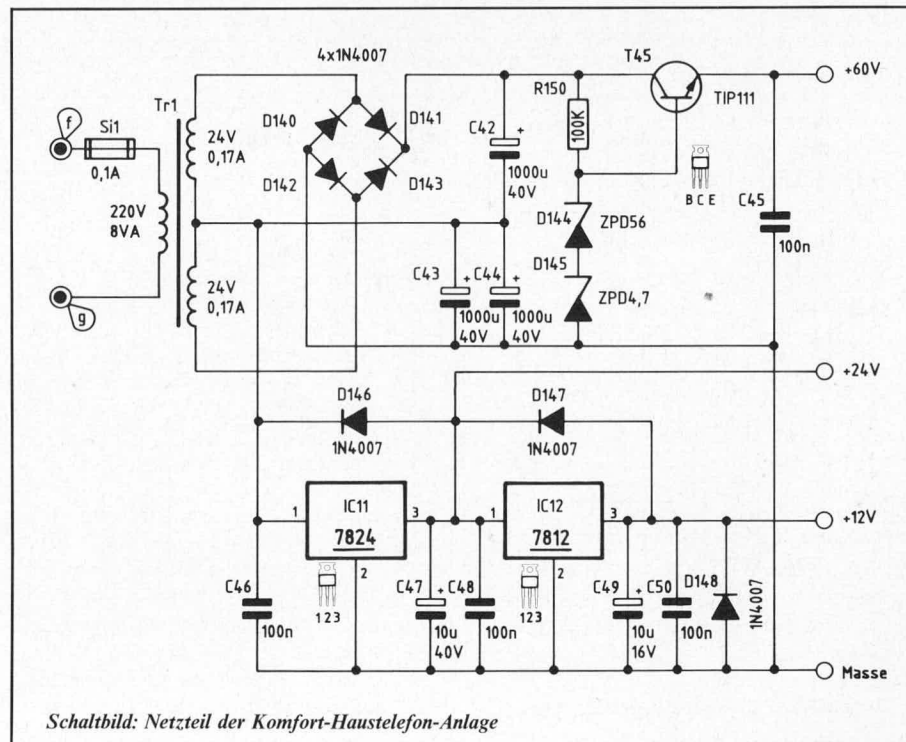 4x1N4007
T45
+60V
TIP111
R150
100K
f
Si1
0,1A
Tr1
24V
0,17A
D140
D141
D142
D143
C42
+
1000u
40V
B C E
220V
8VA
D144
ZPD56
C45
100n
g
24V
0,17A
C43
+
1000u
40V
C44
+
1000u
40V
D145
ZPD4,7
+24V
D146
1N4007
D147
1N4007
1
IC11
7824
3
2
1
IC12
7812
3
2
+12V
C46
100n
123
C47
+
10u
40V
C48
100n
123
C49
+
10u
16V
C50
100n
D148
1N4007
Masse
Schaltbild: Netzteil der Komfort-Haustelefon-Anlage